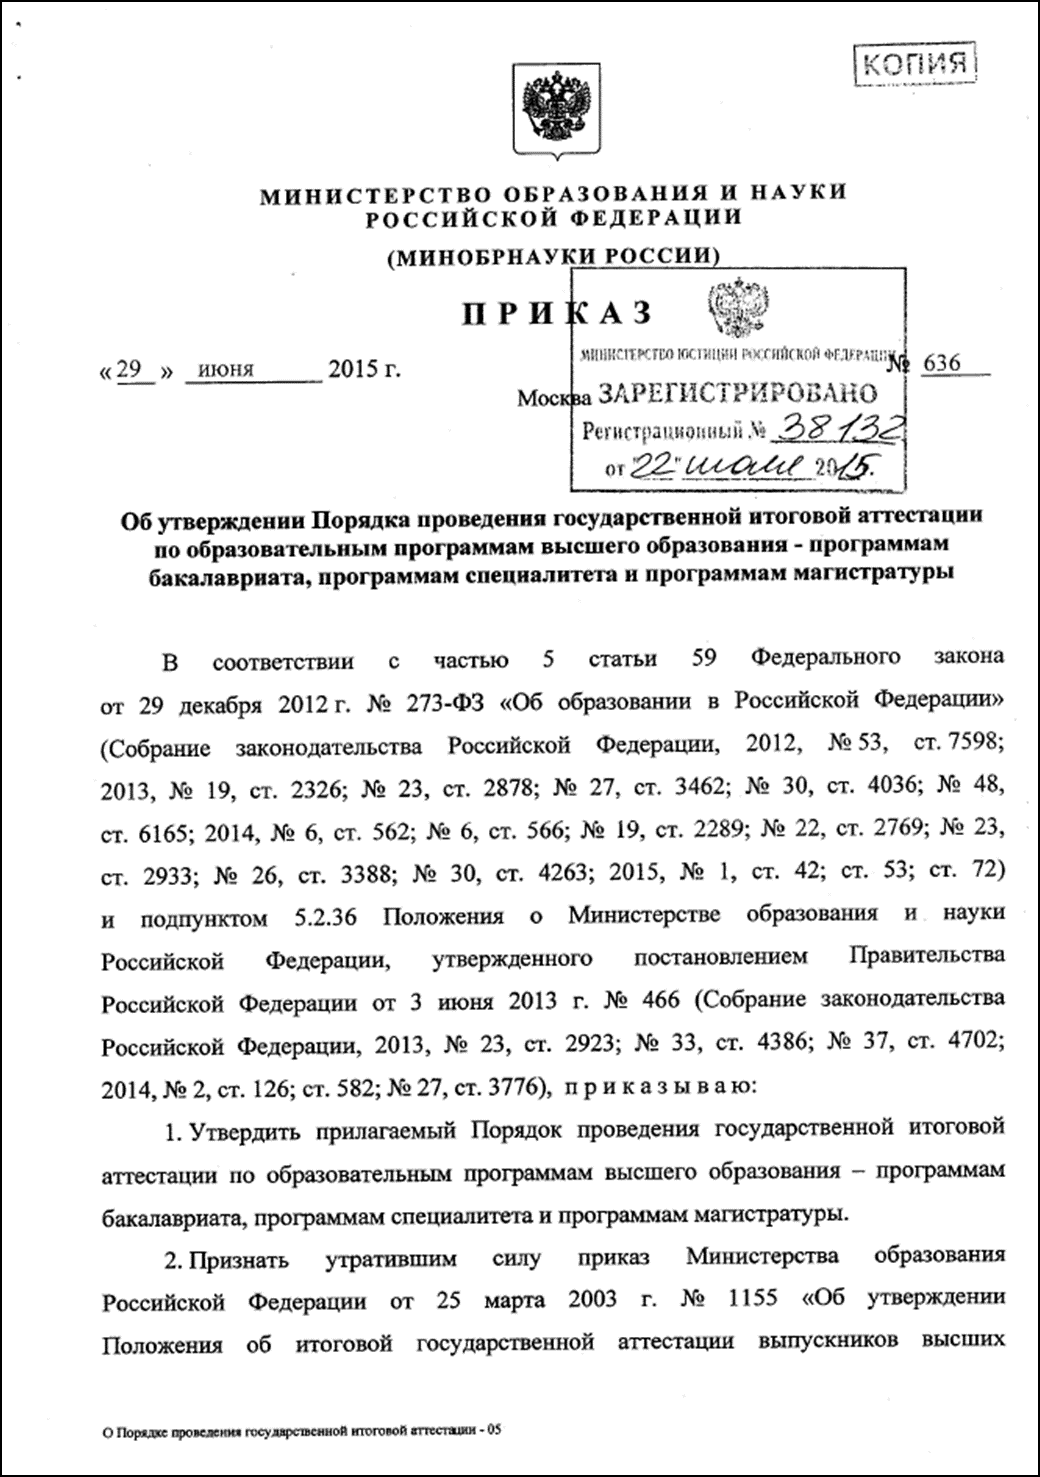 КОПИЯ
МИНИСТЕРСТВО ОБРАЗОВАНИЯ И НАУКИ
РОССИЙСКОЙ ФЕДЕРАЦИИ
(МИНОБРНАУКИ РОССИИ)
ПРИКАЗ
МИНИСТЕРСТВО ЮСТИЦИИ РОССИЙСКОЙ ФЕДЕРАЦИИ
«29» июня 2015 г. № 636
Москва
ЗАРЕГИСТРИРОВАНО
Регистрационный № 38132
от "22" июля 2015.
Об утверждении Порядка проведения государственной итоговой аттестации
по образовательным программам высшего образования - программам
бакалавриата, программам специалитета и программам магистратуры
В соответствии с частью 5 статьи 59 Федерального закона
от 29 декабря 2012 г. № 273-ФЗ «Об образовании в Российской Федерации»
(Собрание законодательства Российской Федерации, 2012, № 53, ст. 7598;
2013, № 19, ст. 2326; № 23, ст. 2878; № 27, ст. 3462; № 30, ст. 4036; № 48,
ст. 6165; 2014, № 6, ст. 562; № 6, ст. 566; № 19, ст. 2289; № 22, ст. 2769; № 23,
ст. 2933; № 26, ст. 3388; № 30, ст. 4263; 2015, № 1, ст. 42; ст. 53; ст. 72)
и подпунктом 5.2.36 Положения о Министерстве образования и науки
Российской Федерации, утвержденного постановлением Правительства
Российской Федерации от 3 июня 2013 г. № 466 (Собрание законодательства
Российской Федерации, 2013, № 23, ст. 2923; № 33, ст. 4386; № 37, ст. 4702;
2014, № 2, ст. 126; ст. 582; № 27, ст. 3776), приказываю:
1. Утвердить прилагаемый Порядок проведения государственной итоговой
аттестации по образовательным программам высшего образования – программам
бакалавриата, программам специалитета и программам магистратуры.
2. Признать утратившим силу приказ Министерства образования
Российской Федерации от 25 марта 2003 г. № 1155 «Об утверждении
Положения об итоговой государственной аттестации выпускников высших
О Порядке проведения государственной итоговой аттестации - 05